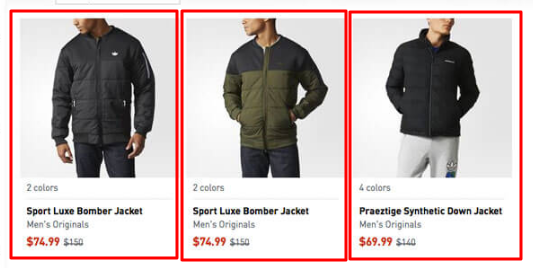 2 colors
Sport Luxe Bomber Jacket
Men's Originals
$74.99 $150
2 colors
Sport Luxe Bomber Jacket
Men's Originals
$74.99 $150
4 colors
Praeztige Synthetic Down Jacket
Men's Originals
$69.99 $140